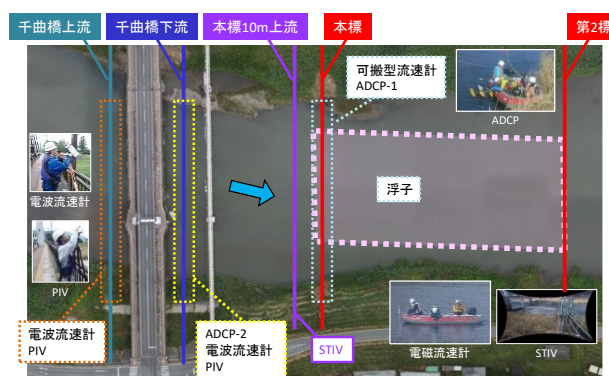 千曲橋上流
千曲橋下流
本標10m上流
本標
第2標
可搬型流速計
ADCP-1
ADCP
電波流速計
浮子
PIV
電波流速計
PIV
ADCP-2
電波流速計
PIV
STIV
電磁流速計
STIV